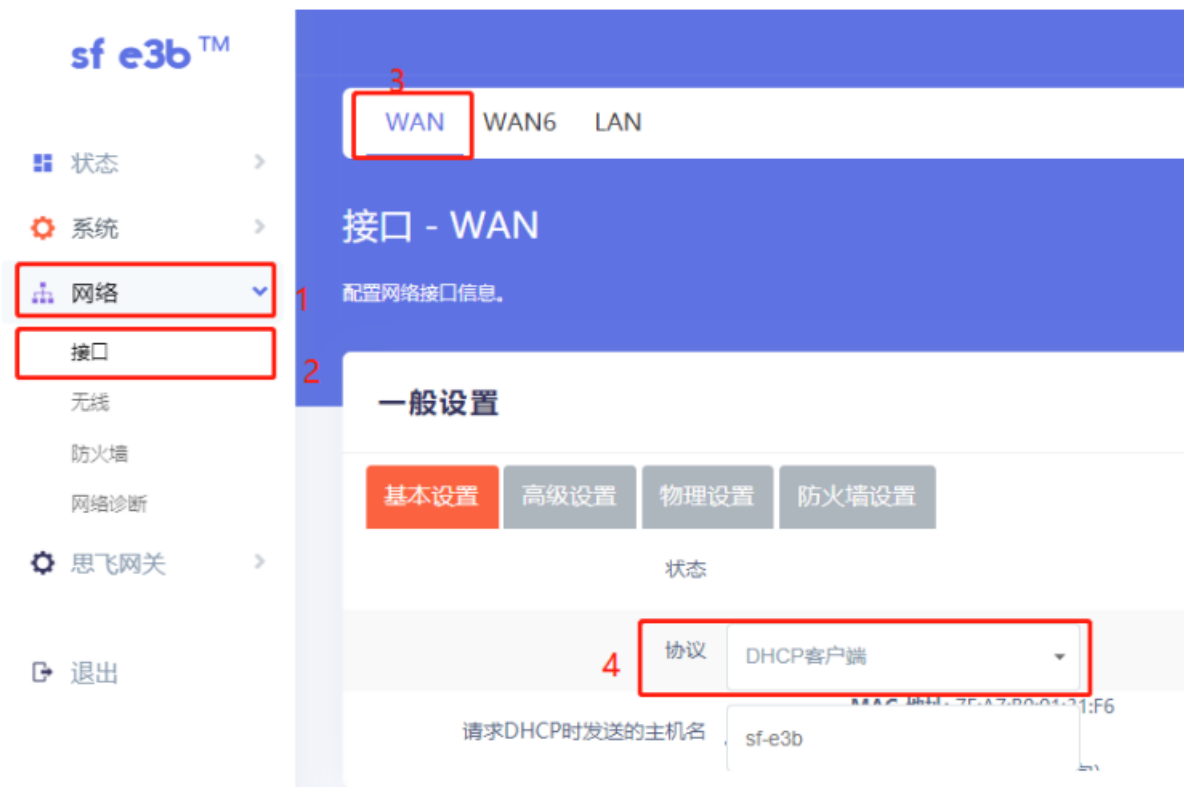 sf e3b™
状态
系统
网络
1
接口
2
无线
防火墙
网络诊断
思飞网关
退出
3
WAN WAN6 LAN
接口 - WAN
配置网络接口信息。
一般设置
基本设置 高级设置 物理设置 防火墙设置
状态
4
协议 DHCP客户端
请求DHCP时发送的主机名 sf-e3b